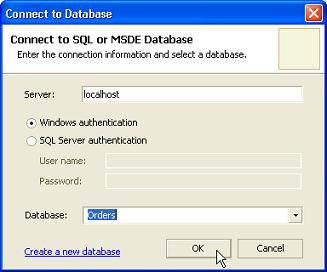 Connect to Database
Connect to SQL or MSDE Database
Enter the connection information and select a database.
Server: localhost
Windows authentication
SQL Server authentication
User name:
Password:
Database: Orders
Create a new database OK Cancel